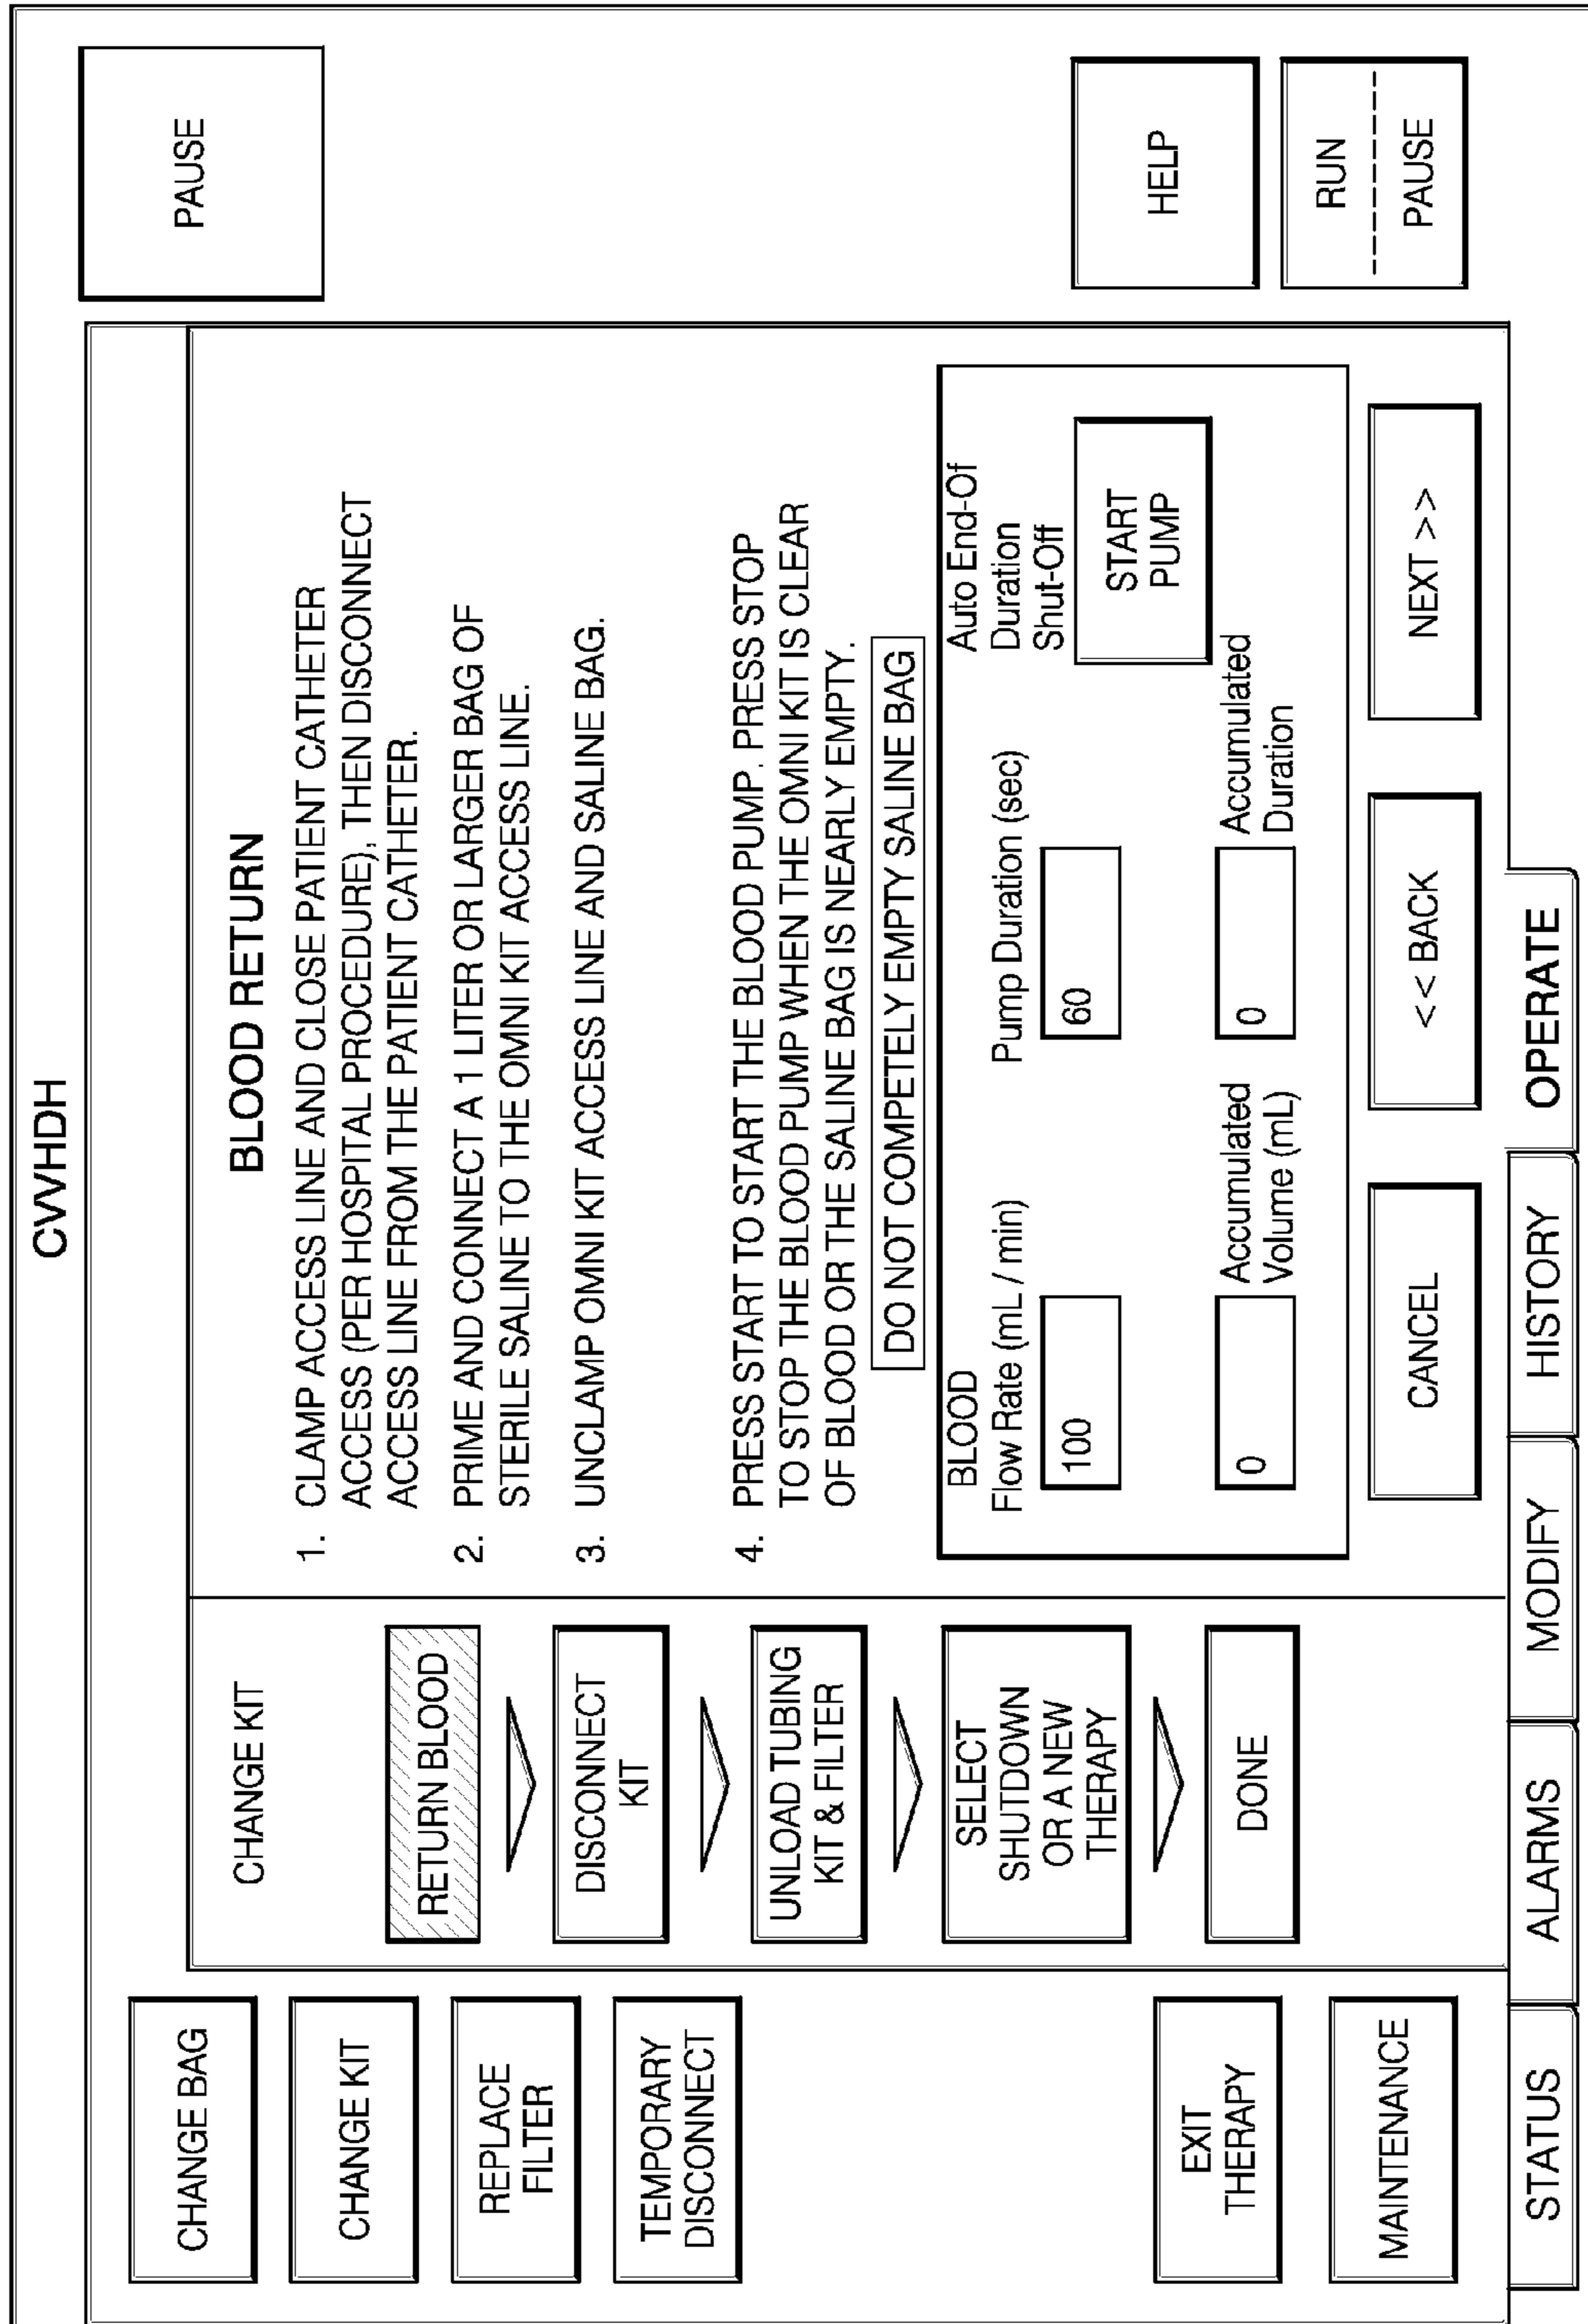 CVVHDH
PAUSE
CHANGE BAG
CHANGE KIT
REPLACE
FILTER
TEMPORARY
DISCONNECT
EXIT
THERAPY
MAINTENANCE
CHANGE KIT
RETURN BLOOD
DISCONNECT
KIT
UNLOAD TUBING
KIT & FILTER
SELECT
SHUTDOWN
OR A NEW
THERAPY
DONE
BLOOD RETURN
1. CLAMP ACCESS LINE AND CLOSE PATIENT CATHETER
ACCESS (PER HOSPITAL PROCEDURE), THEN DISCONNECT
ACCESS LINE FROM THE PATIENT CATHETER.
2. PRIME AND CONNECT A 1 LITER OR LARGER BAG OF
STERILE SALINE TO THE OMNI KIT ACCESS LINE.
3. UNCLAMP OMNI KIT ACCESS LINE AND SALINE BAG.
4. PRESS START TO START THE BLOOD PUMP. PRESS STOP
TO STOP THE BLOOD PUMP WHEN THE OMNI KIT IS CLEAR
OF BLOOD OR THE SALINE BAG IS NEARLY EMPTY.
DO NOT COMPETELY EMPTY SALINE BAG
BLOOD
Flow Rate (mL / min)
100
Pump Duration (sec)
60
Auto End-Of
Duration
Shut-Off
START
PUMP
0
Accumulated
Volume (mL)
0
Accumulated
Duration
CANCEL
<< BACK
NEXT >>
HELP
RUN
PAUSE
STATUS
ALARMS
MODIFY
HISTORY
OPERATE